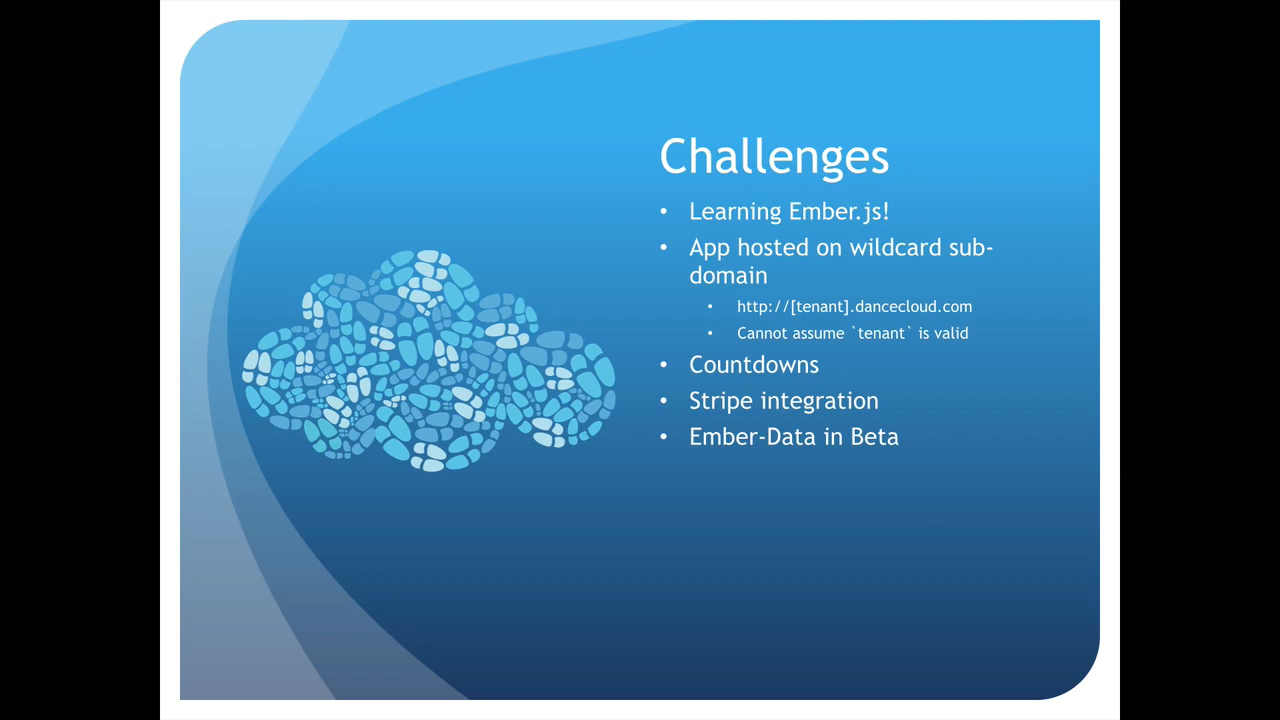 Challenges
• Learning Ember.js!
• App hosted on wildcard sub-
domain
• http://[tenant].dancecloud.com
• Cannot assume `tenant` is valid
• Countdowns
• Stripe integration
• Ember-Data in Beta